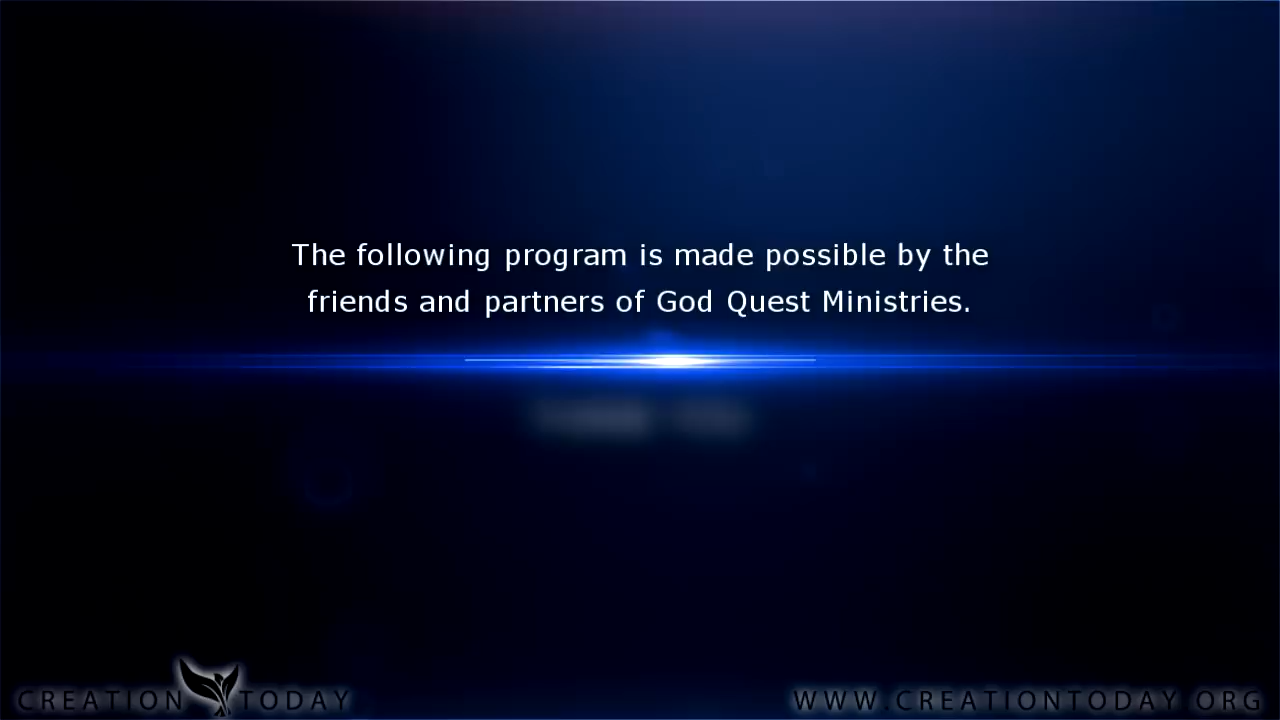 The following program is made possible by the
friends and partners of God Quest Ministries.
CREATION TODAY
WWW.CREATIONTODAY.ORG